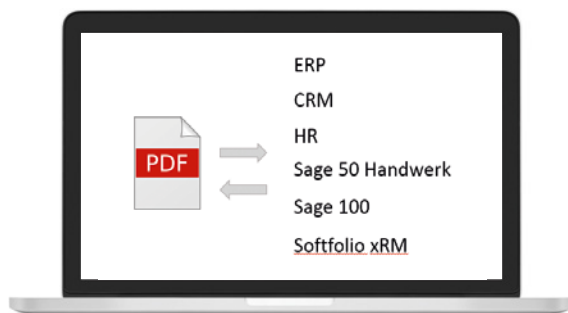 PDF
ERP
CRM
HR
Sage 50 Handwerk
Sage 100
Softfolio xRM